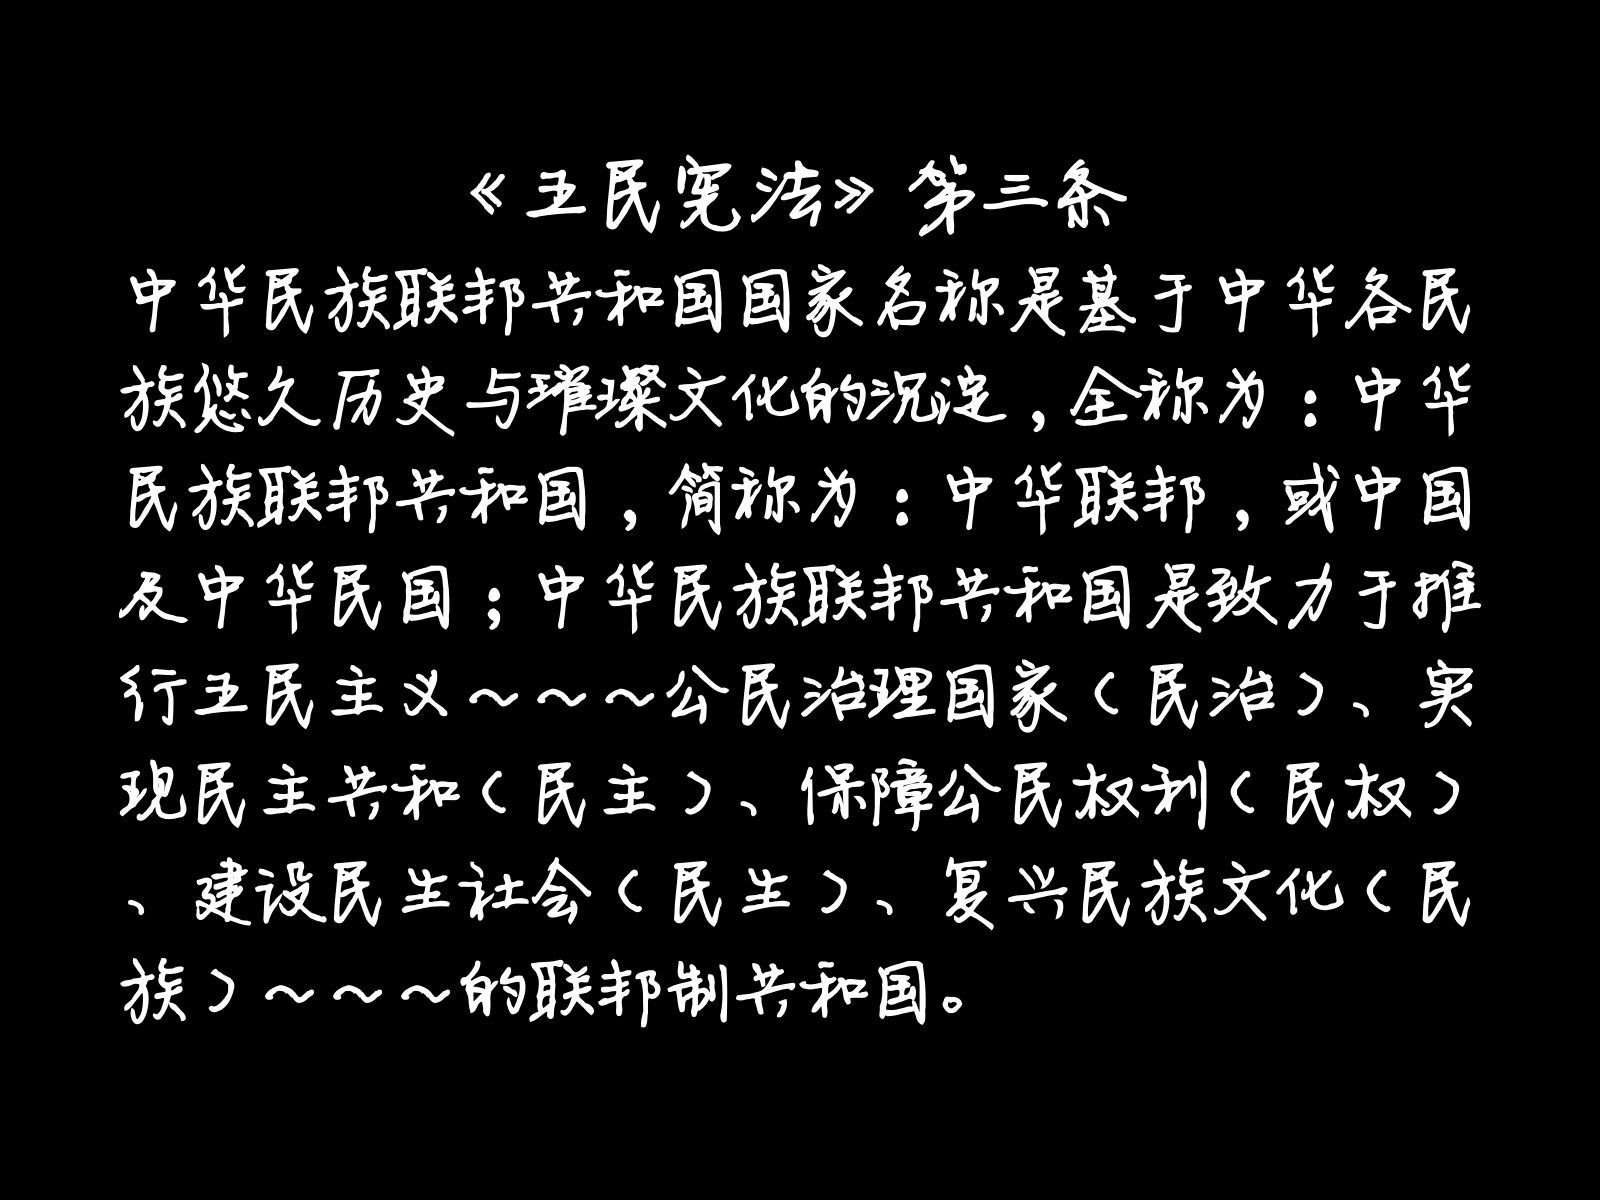 《五民宪法》第三条
中华民族联邦共和国国家名称是基于中华各民
族悠久历史与璀璨文化的沉淀，全称为：中华
民族联邦共和国，简称为：中华联邦，或中国
及中华民国；中华民族联邦共和国是致力于推
行五民主义～～～公民治理国家（民治）、实
现民主共和（民主）、保障公民权利（民权）
、建设民生社会（民生）、复兴民族文化（民
族）～～～的联邦制共和国。